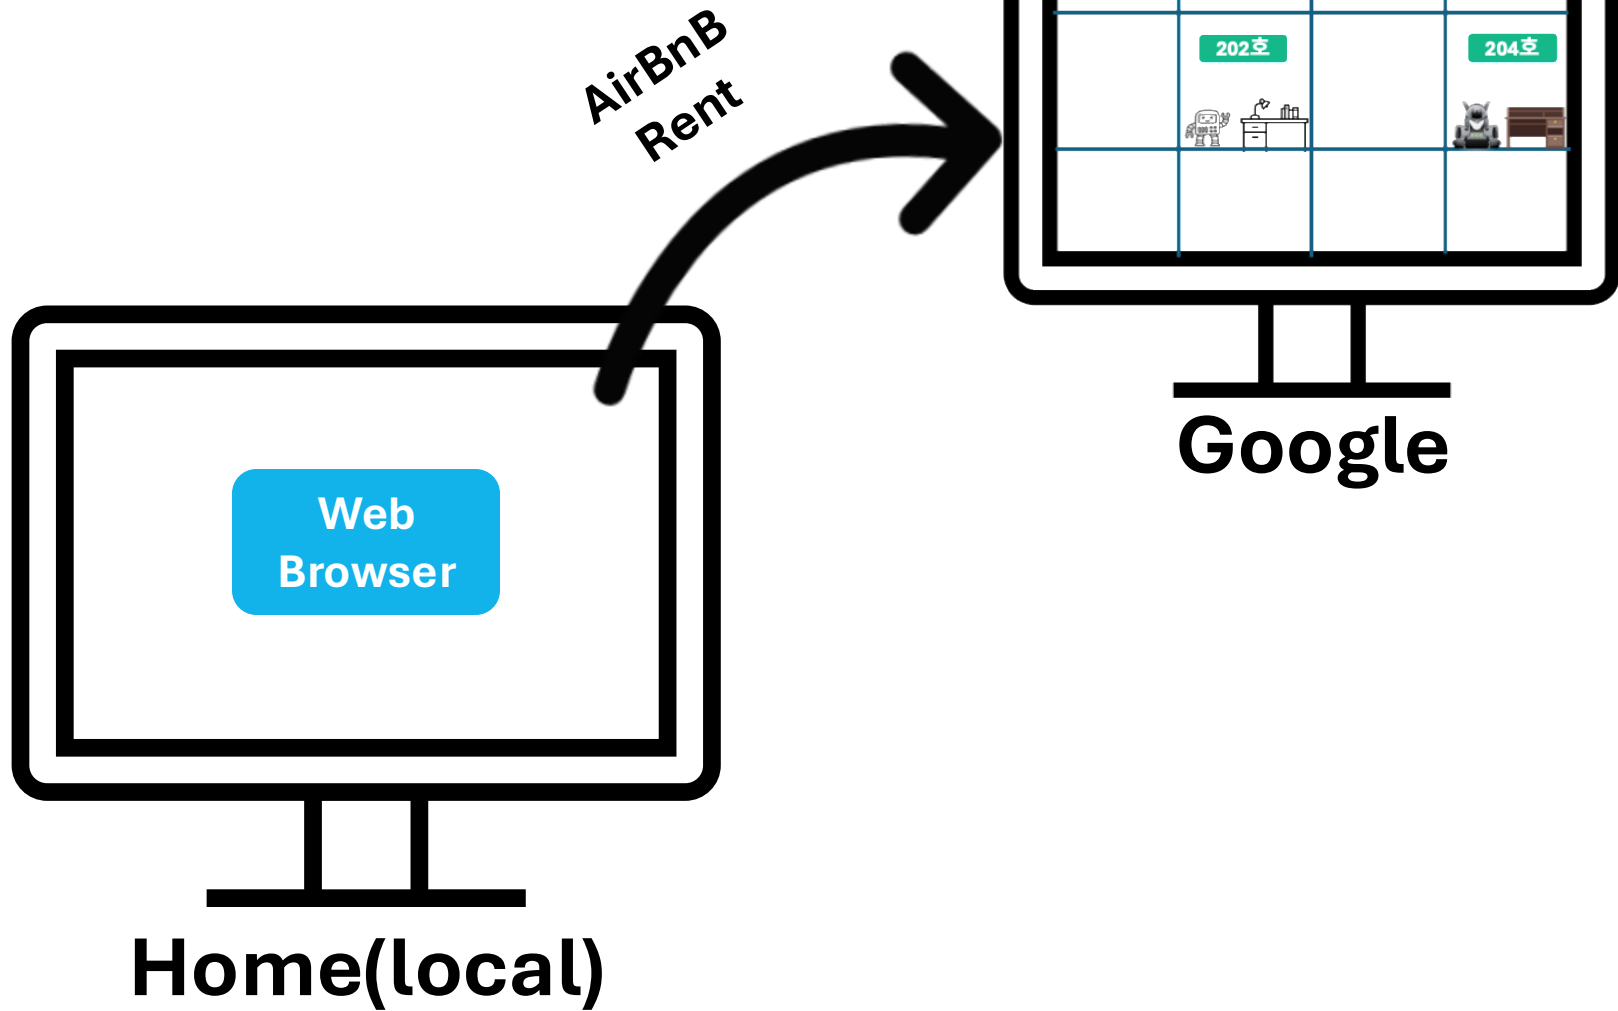 AirBnB
Rent
202호
204호
Google
Web
Browser
Home(local)